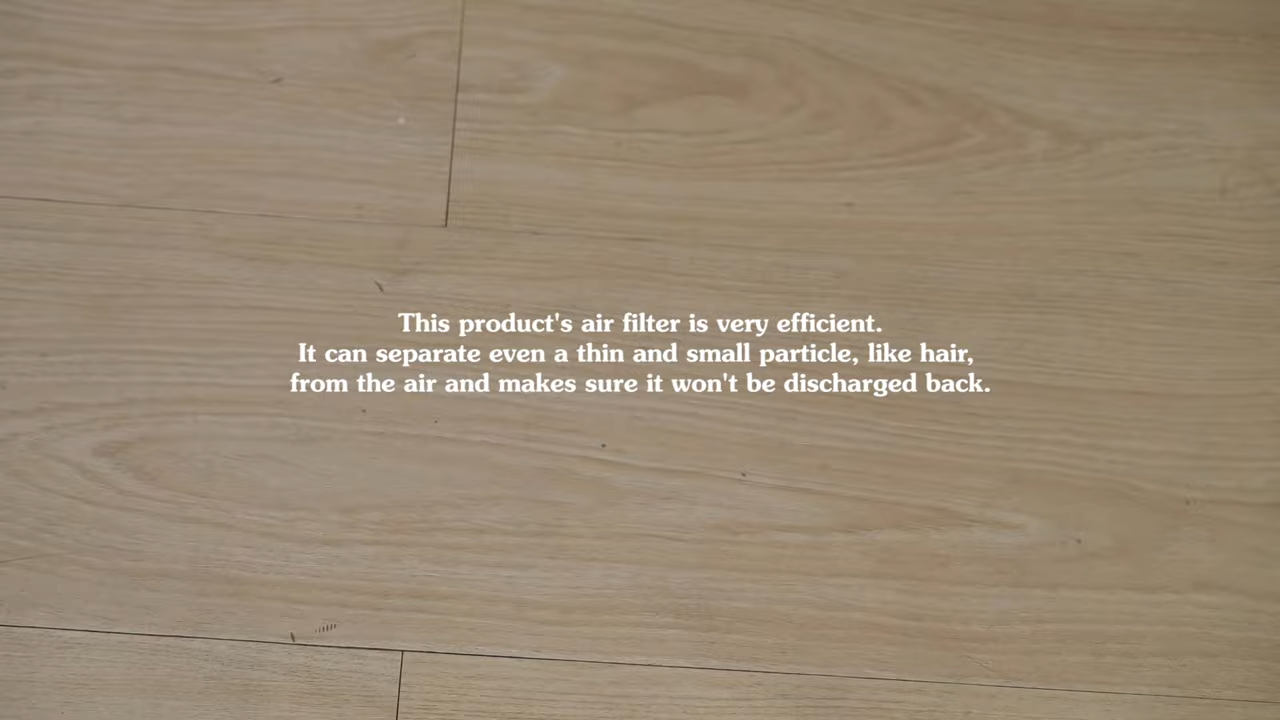 This product's air filter is very efficient.
It can separate even a thin and small particle, like hair,
from the air and makes sure it won't be discharged back.